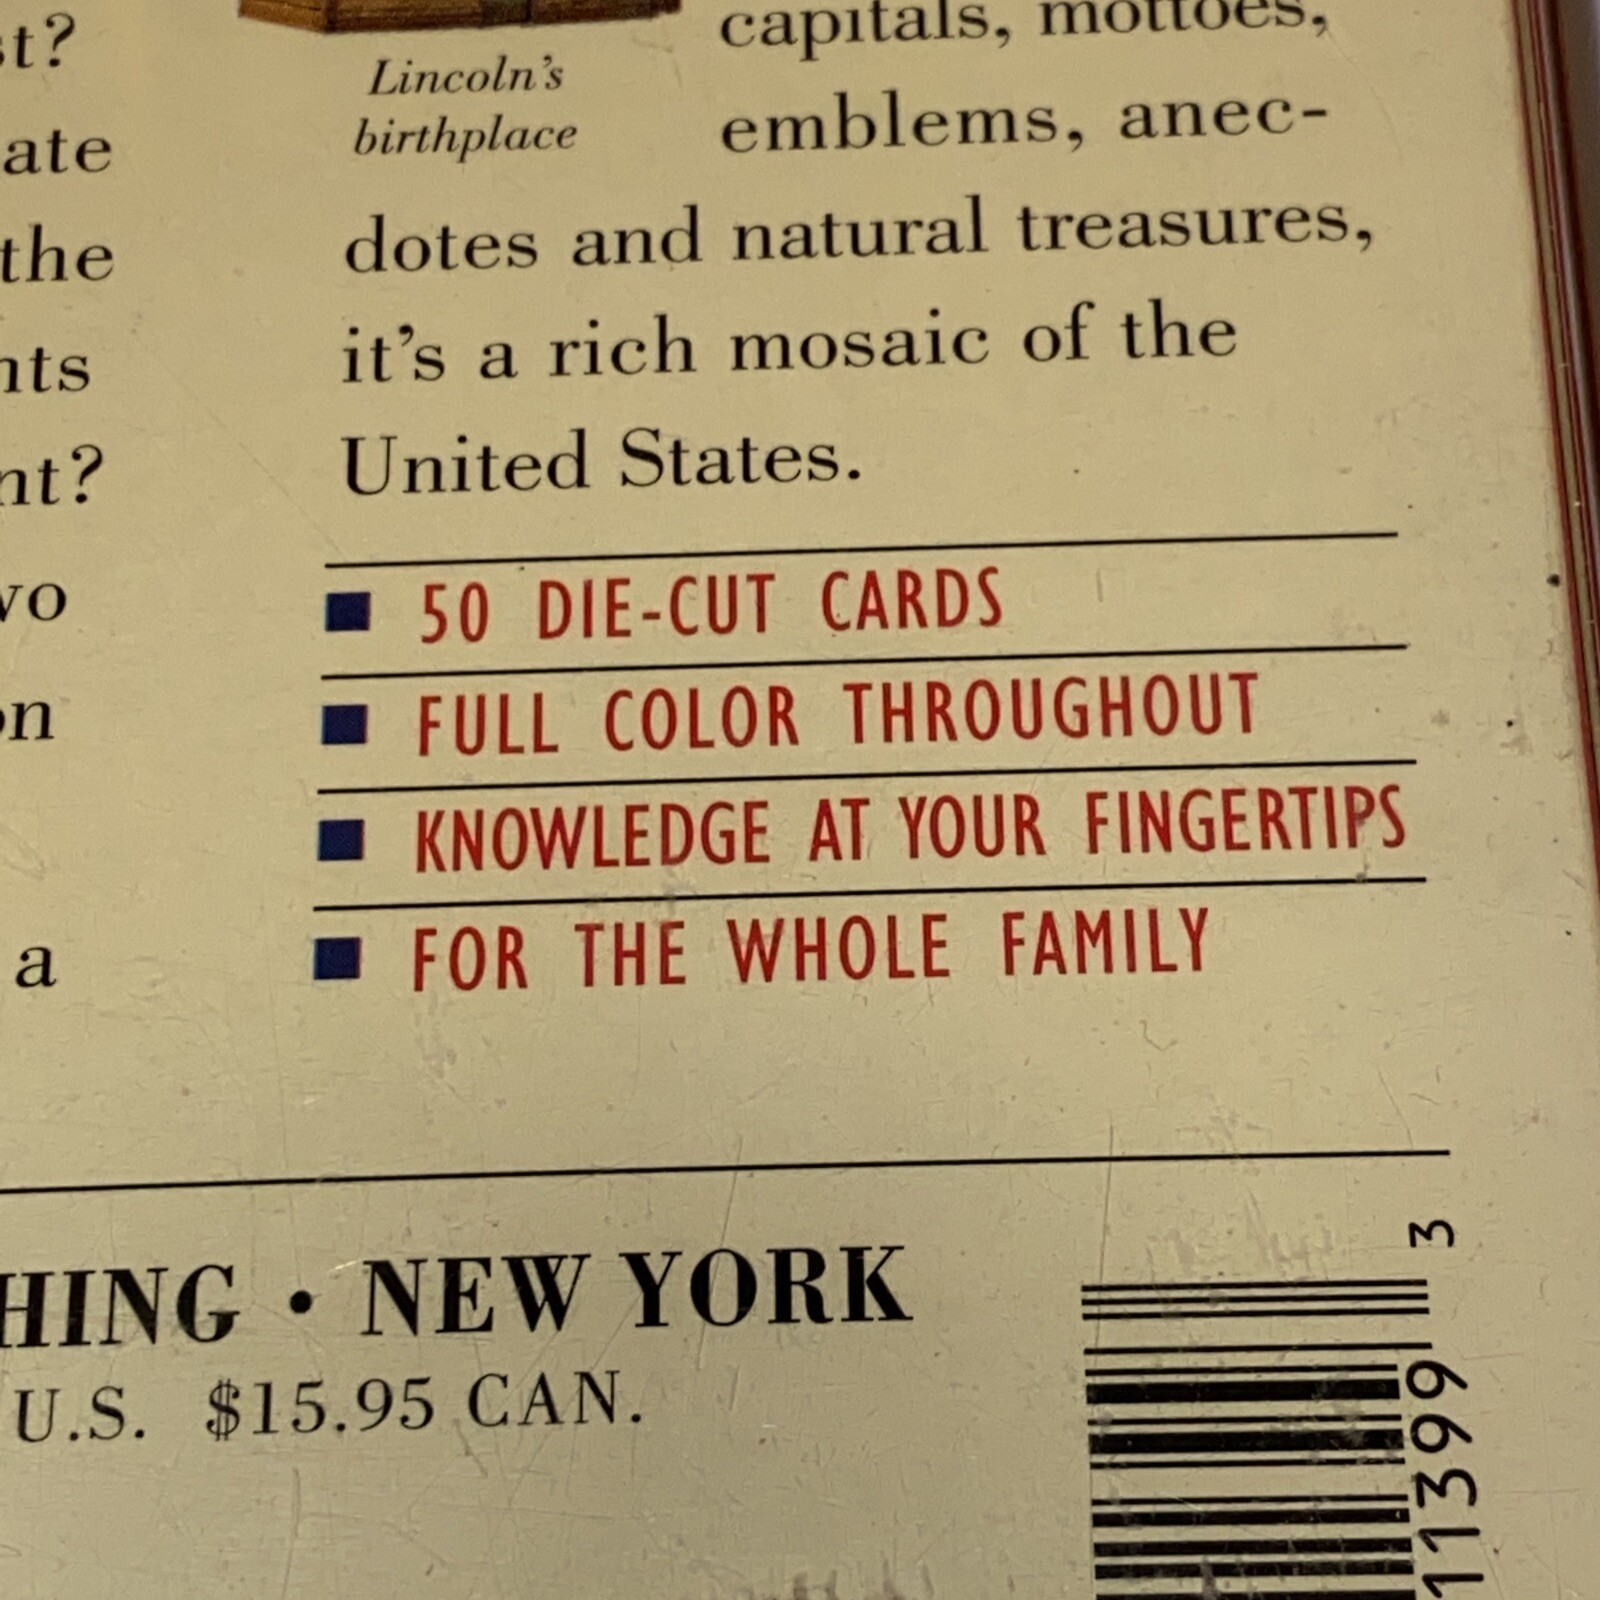 st?
ate
the
nts
nt?
wo
on
a
Lincoln's
birthplace
capitals, mottoes,
emblems, anec-
dotes and natural treasures,
it's a rich mosaic of the
United States.
50 DIE-CUT CARDS
FULL COLOR THROUGHOUT
KNOWLEDGE AT YOUR FINGERTIPS
FOR THE WHOLE FAMILY
HING • NEW YORK
U.S. $15.95 CAN.
11399 3